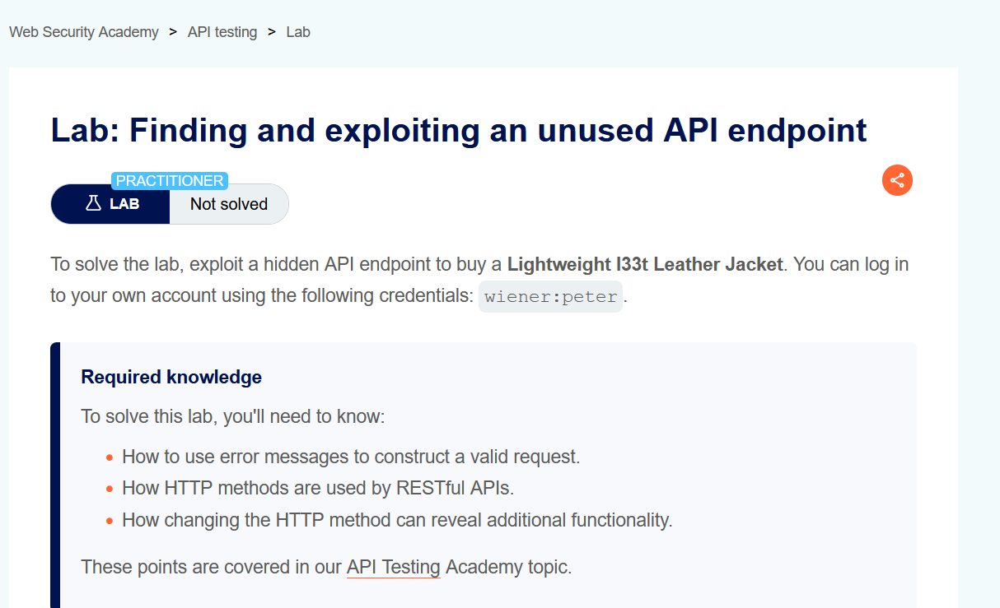 Web Security Academy > API testing > Lab
Lab: Finding and exploiting an unused API endpoint
PRACTITIONER
LAB Not solved
To solve the lab, exploit a hidden API endpoint to buy a Lightweight l33t Leather Jacket. You can log in
to your own account using the following credentials: wiener:peter .
Required knowledge
To solve this lab, you'll need to know:
• How to use error messages to construct a valid request.
• How HTTP methods are used by RESTful APIs.
• How changing the HTTP method can reveal additional functionality.
These points are covered in our API Testing Academy topic.